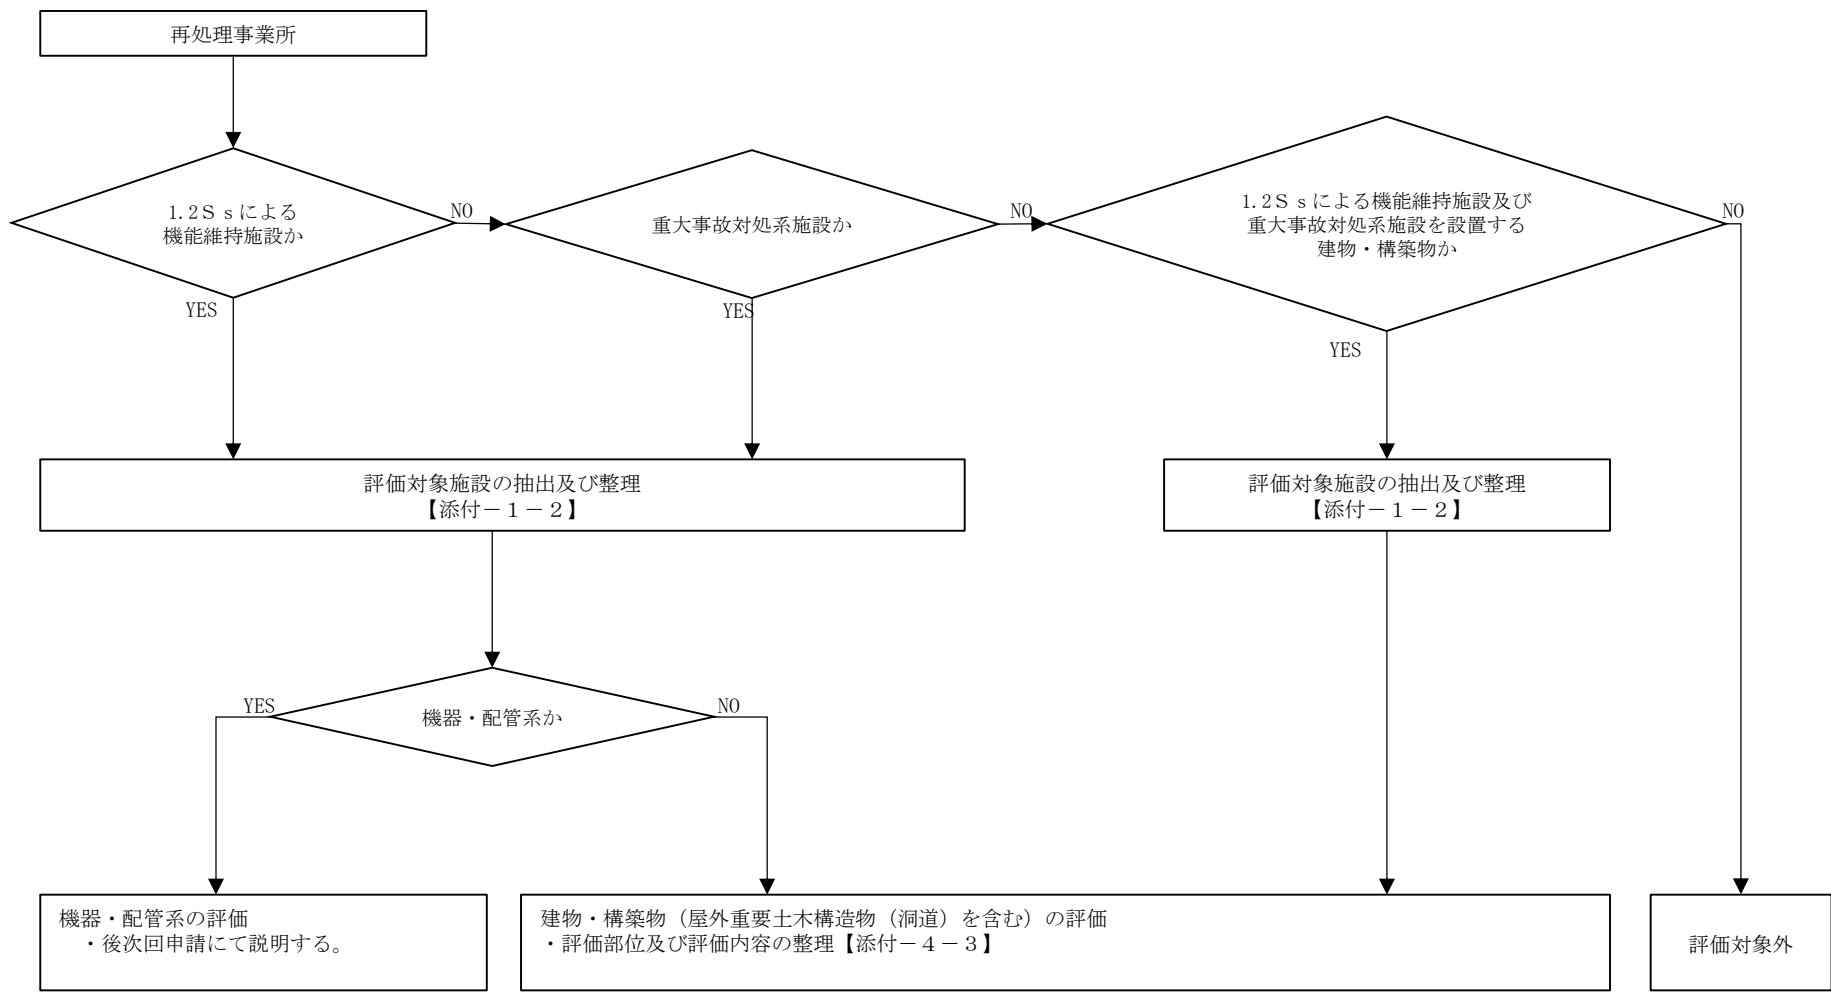 再処理事業所
1.2Ｓｓによる
機能維持施設か
NO
重大事故対処系施設か
NO
1.2Ｓｓによる機能維持施設及び
重大事故対処系施設を設置する
建物・構築物か
NO
YES
YES
YES
評価対象施設の抽出及び整理
【添付－１－２】
評価対象施設の抽出及び整理
【添付－１－２】
YES
機器・配管系か
NO
機器・配管系の評価
・後次回申請にて説明する。
建物・構築物（屋外重要土木構造物（洞道）を含む）の評価
・評価部位及び評価内容の整理【添付－４－３】
評価対象外